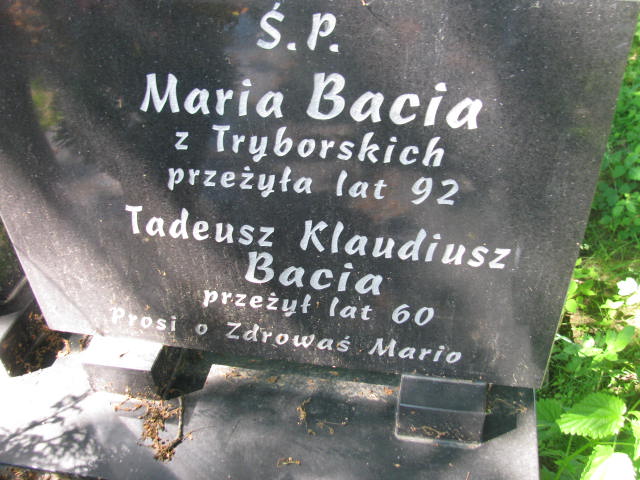 Ś.P.
Maria Bacia
z Tryborskich
przeżyła lat 92
Tadeusz Klaudiusz
Bacia
przeżył lat 60
Prosi o Zdrowaś Mario